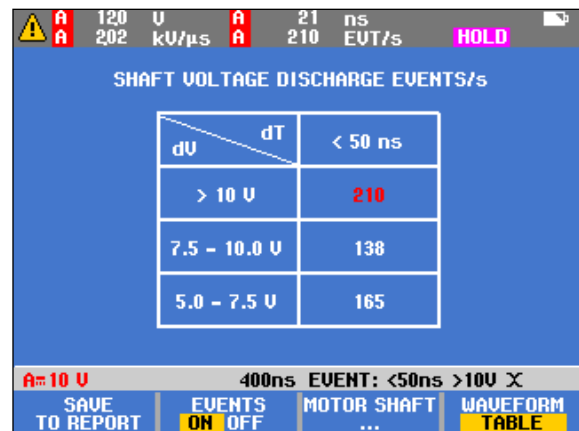 A 120 V A 21 ns
A 202 kV/µs A 210 EVT/s HOLD
SHAFT VOLTAGE DISCHARGE EVENTS/s
dV dT < 50 ns
> 10 V 210
7.5 - 10.0 V 138
5.0 - 7.5 V 165
A= 10 V 400ns EVENT: <50ns >10V
SAVE EVENTS MOTOR SHAFT WAVEFORM
TO REPORT ON OFF ... TABLE